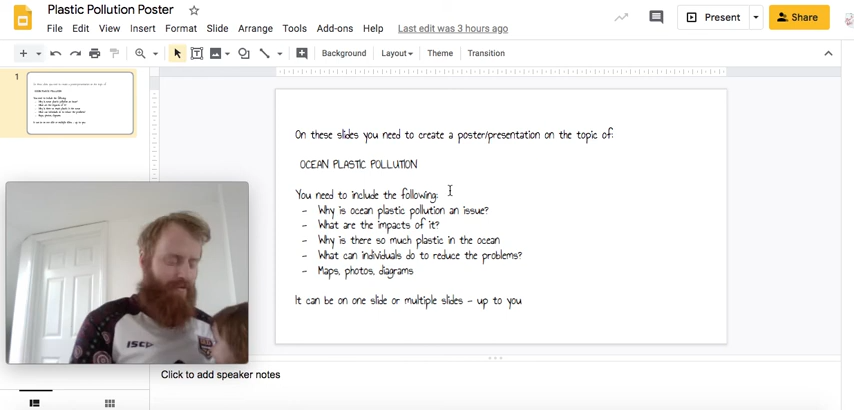 Plastic Pollution Poster
File Edit View Insert Format Slide Arrange Tools Add-ons Help Last edit was 3 hours ago
Present
Share
Background Layout Theme Transition
1
On these slides you need to create a poster/presentation on the topic of:
OCEAN PLASTIC POLLUTION
You need to include the following:
- Why is ocean plastic pollution an issue?
- What are the impacts of it?
- Why is there so much plastic in the ocean
- What can individuals do to reduce the problems?
- Maps, photos, diagrams
It can be on one slide or multiple slides - up to you
ISC
Click to add speaker notes